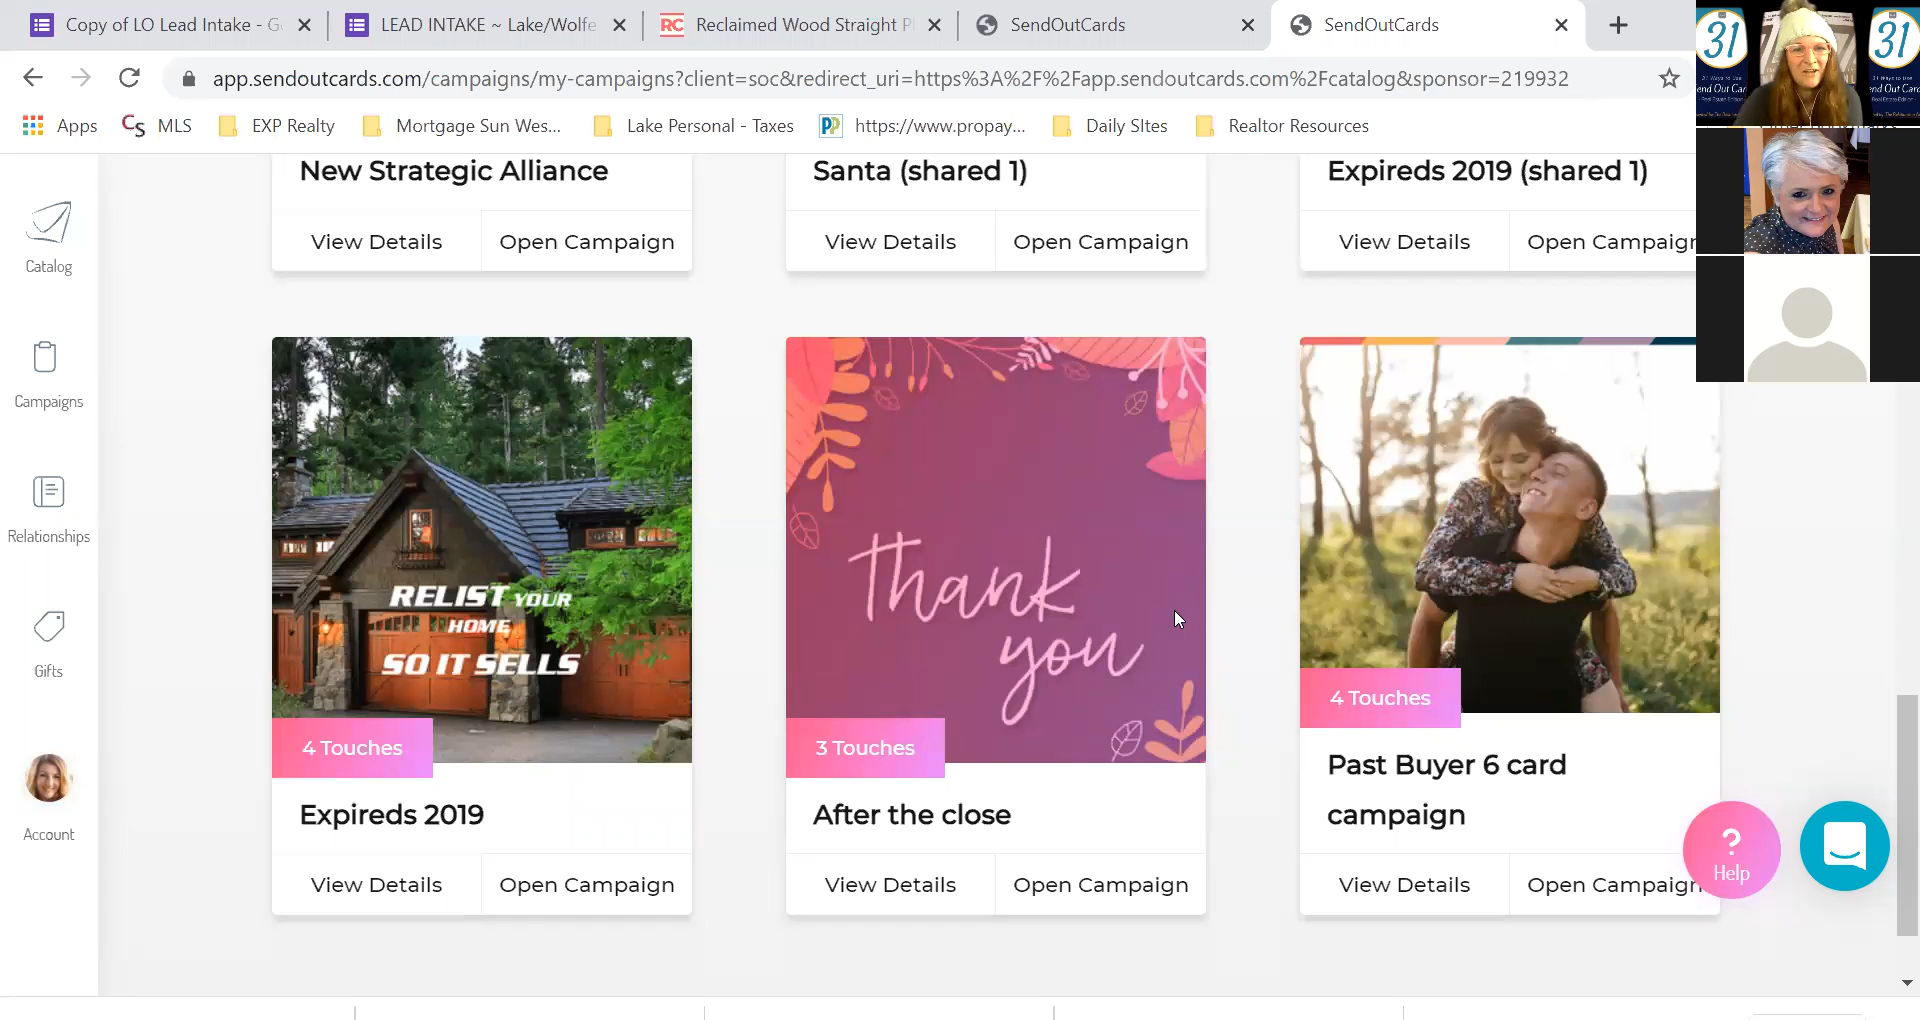 Copy of LO Lead Intake - G
LEAD INTAKE ~ Lake/Wolfe
RC
Reclaimed Wood Straight P
SendOutCards
SendOutCards
app.sendoutcards.com/campaigns/my-campaigns?client=soc&redirect_uri=https%3A%2F%2Fapp.sendoutcards.com%2Fcatalog&sponsor=219932
Apps
CS
MLS
EXP Realty
Mortgage Sun Wes...
Lake Personal - Taxes
PP
https://www.propay...
Daily SItes
Realtor Resources
31
31
Catalog
Campaigns
Relationships
Gifts
Account
New Strategic Alliance
View Details
Open Campaign
Santa (shared 1)
View Details
Open Campaign
Expireds 2019 (shared 1)
View Details
Open Campaign
RELIST YOUR
HOME
SO IT SELLS
4 Touches
Expireds 2019
View Details
Open Campaign
thank
you
3 Touches
After the close
View Details
Open Campaign
4 Touches
Past Buyer 6 card
campaign
View Details
Open Campaign
?
Help